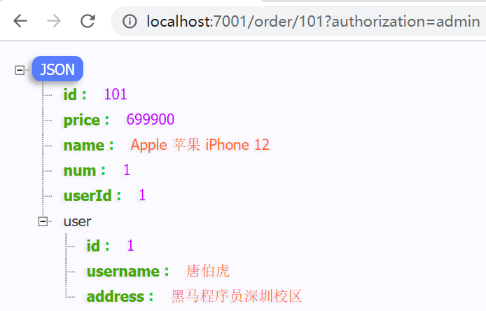 localhost:7001/order/101?authorization=admin
JSON
id : 101
price : 699900
name : Apple 苹果 iPhone 12
num : 1
userId : 1
user
id : 1
username : 唐伯虎
address : 黑马程序员深圳校区